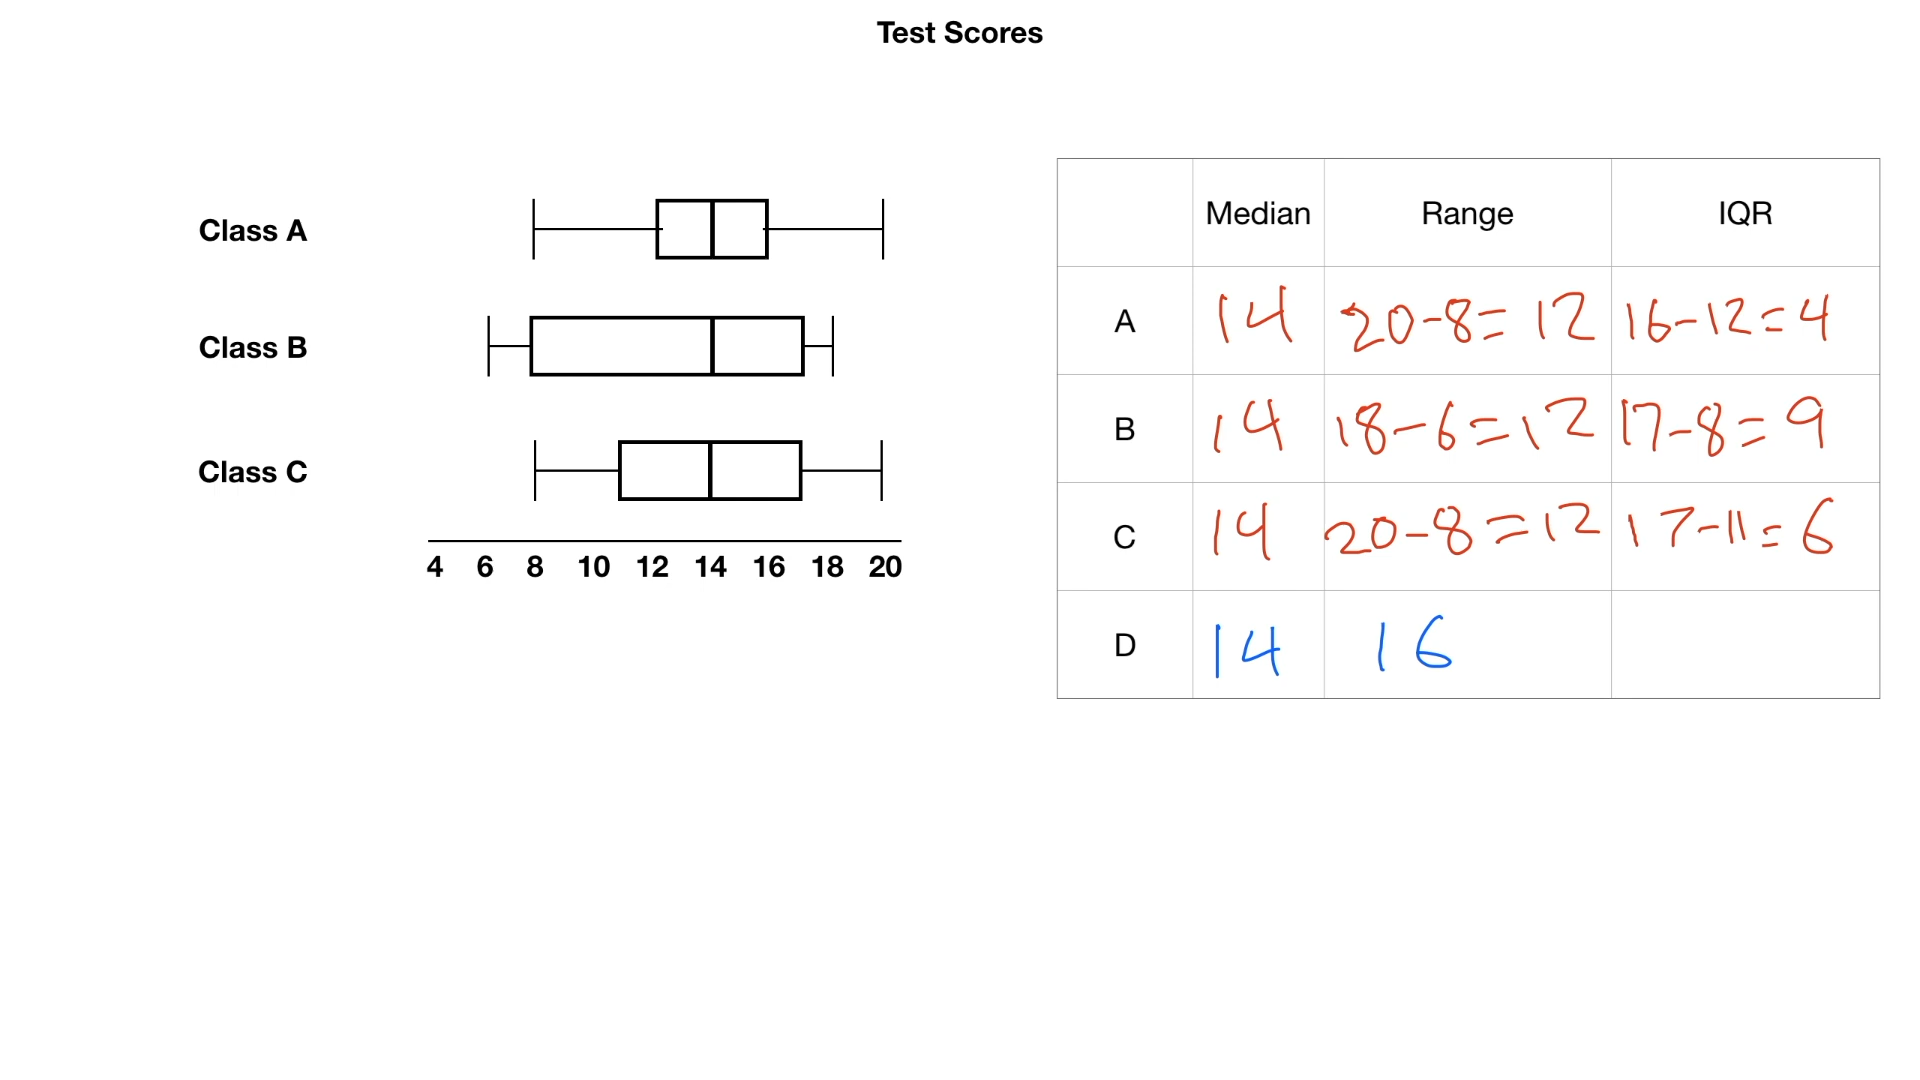 Test Scores
Class A
Class B
Class C
4 6 8 10 12 14 16 18 20
Median Range IQR
A 14 20-8=12 16-12=4
B 14 18-6=12 17-8=9
C 14 20-8=12 17-11=6
D 14 16